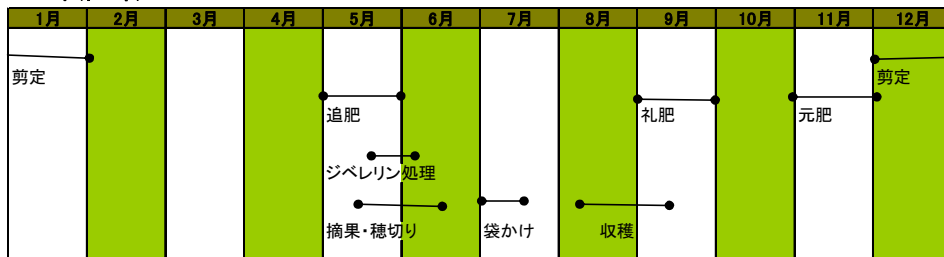 1月 2月 3月 4月 5月 6月 7月 8月 9月 10月 11月 12月
剪定 剪定
追肥 礼肥 元肥
ジベレリン処理
摘果・穂切り 袋かけ 収穫